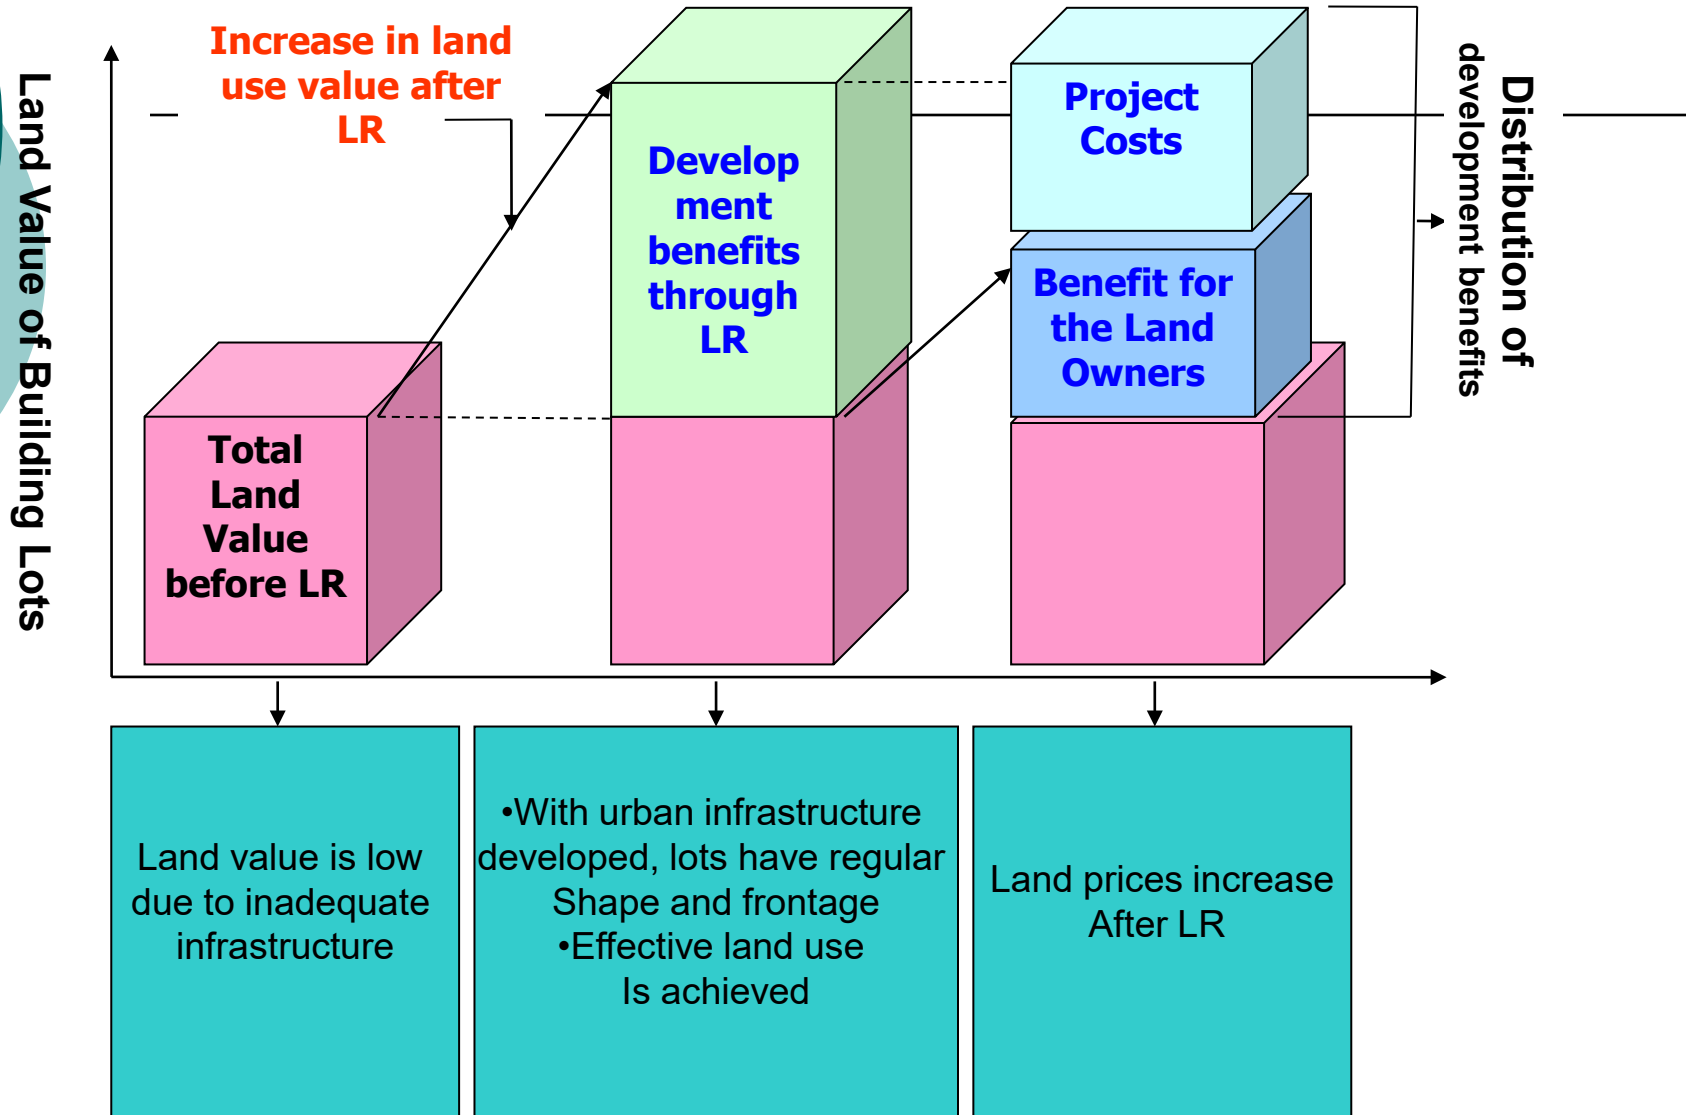 Land Value of Building Lots
Increase in land
use value after
LR
Total
Land
Value
before LR
Develop
ment
benefits
through
LR
Project
Costs
Benefit for
the Land
Owners
Distribution of
development benefits
Land value is low
due to inadequate
infrastructure
•With urban infrastructure
developed, lots have regular
Shape and frontage
•Effective land use
Is achieved
Land prices increase
After LR